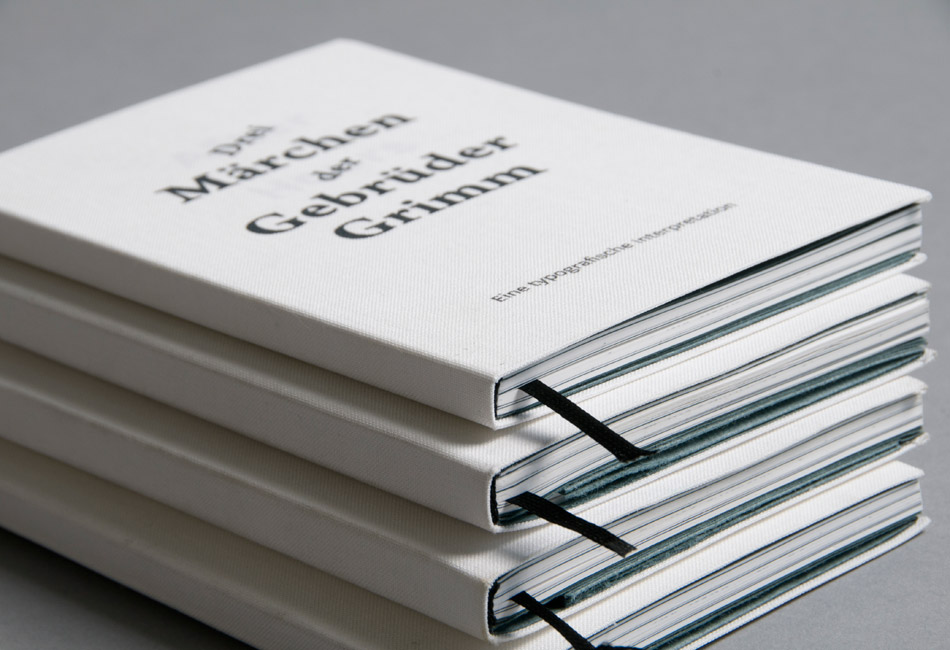 Drei
Märchen
der
Gebrüder
Grimm
Eine typografische Interpretation